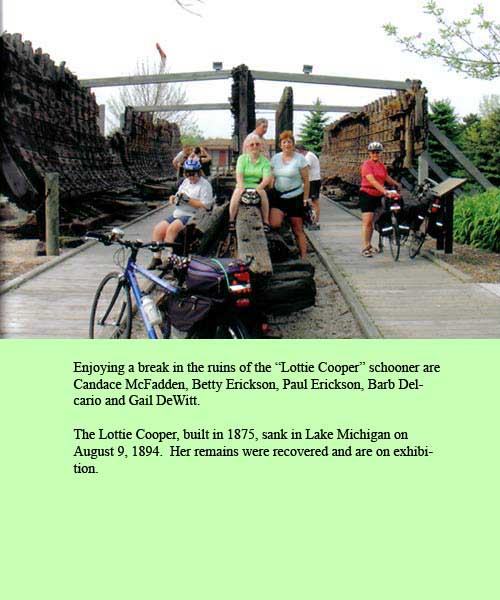 Enjoying a break in the ruins of the “Lottie Cooper” schooner are
Candace McFadden, Betty Erickson, Paul Erickson, Barb Del-
cario and Gail DeWitt.
The Lottie Cooper, built in 1875, sank in Lake Michigan on
August 9, 1894.  Her remains were recovered and are on exhibi-
tion.